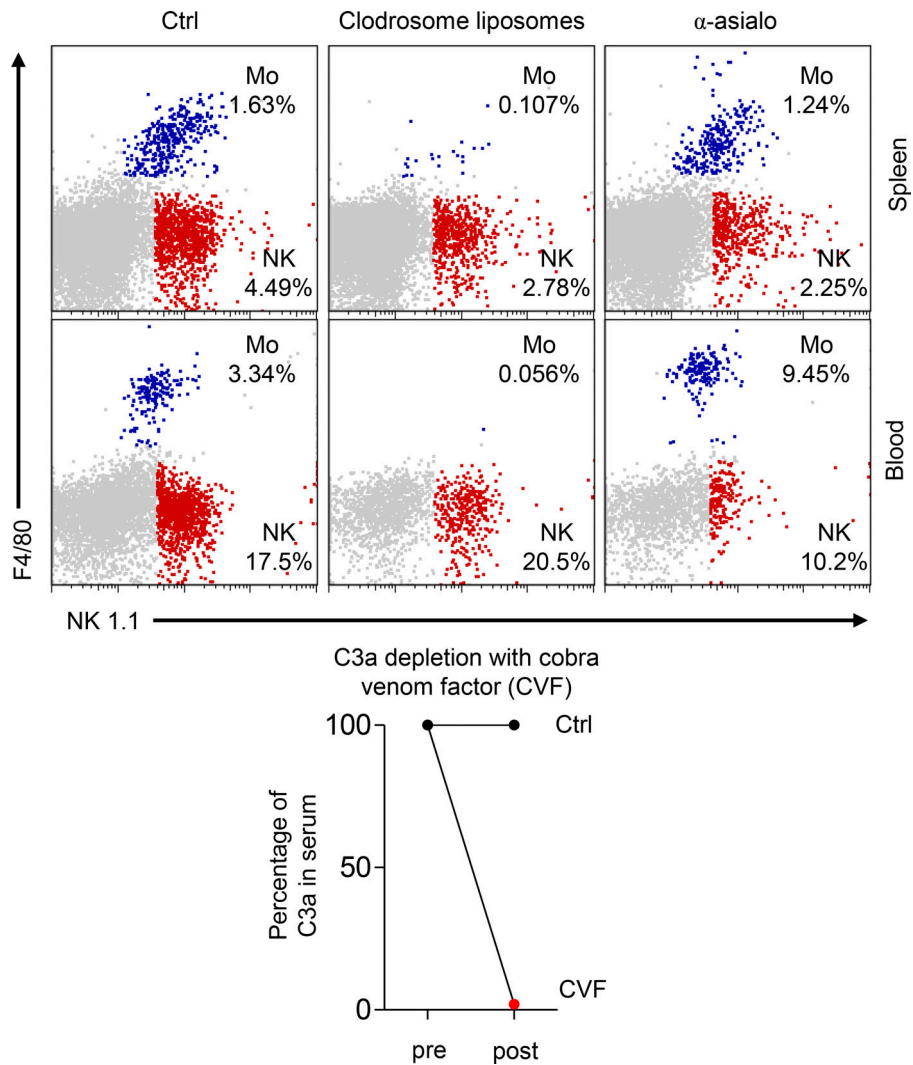 Ctrl
Clodrosome liposomes
α-asialo
Mo
1.63%
Mo
0.107%
Mo
1.24%
NK
4.49%
NK
2.78%
NK
2.25%
Spleen
Mo
3.34%
Mo
0.056%
Mo
9.45%
NK
17.5%
NK
20.5%
NK
10.2%
Blood
F4/80
NK 1.1
C3a depletion with cobra
venom factor (CVF)
Percentage of
C3a in serum
100
50
0
Ctrl
CVF
pre
post